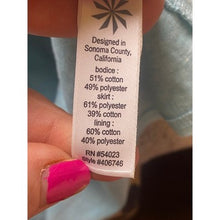 Designed in
Sonoma County,
California
bodice :
51% cotton
49% polyester
skirt :
61% polyester
39% cotton
lining :
60% cotton
40% polyester
RN #54023
Style #406746